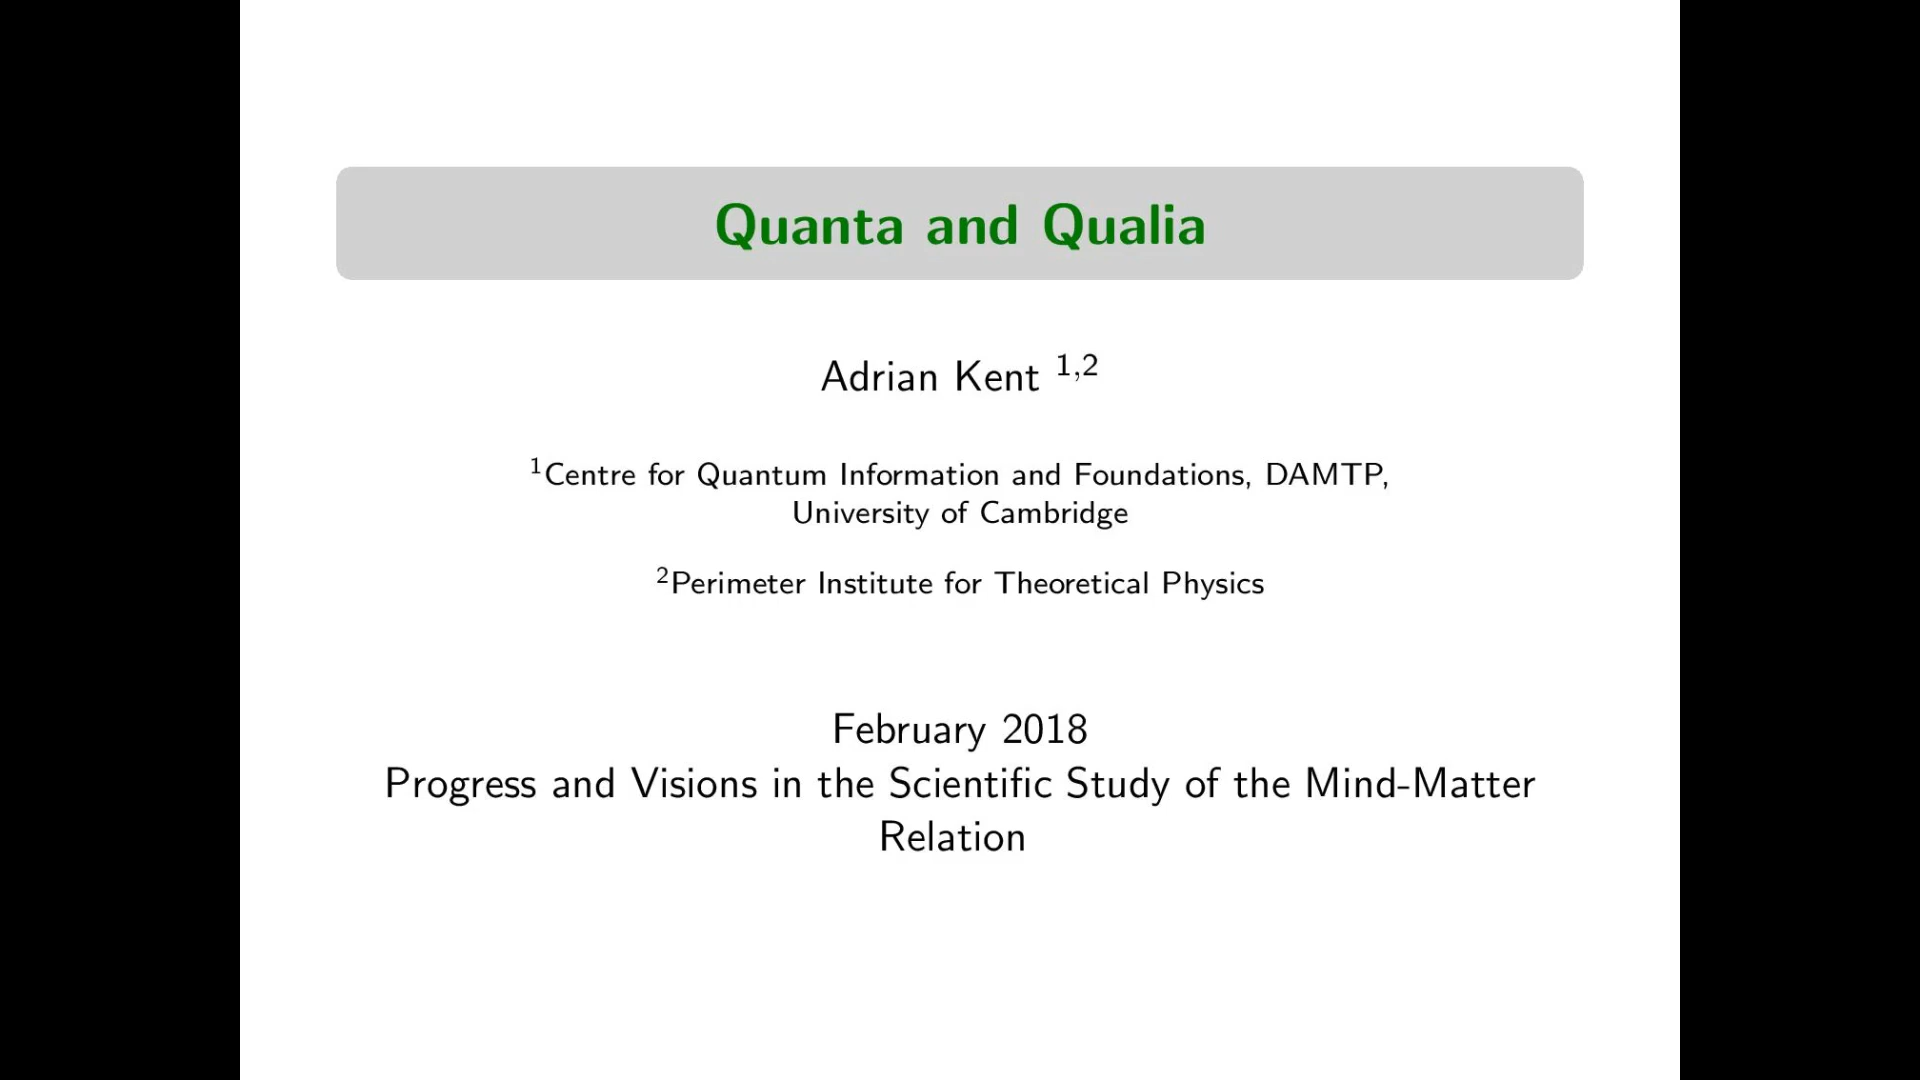 Quanta and Qualia
Adrian Kent 1,2
1Centre for Quantum Information and Foundations, DAMTP,
University of Cambridge
2Perimeter Institute for Theoretical Physics
February 2018
Progress and Visions in the Scientific Study of the Mind-Matter
Relation